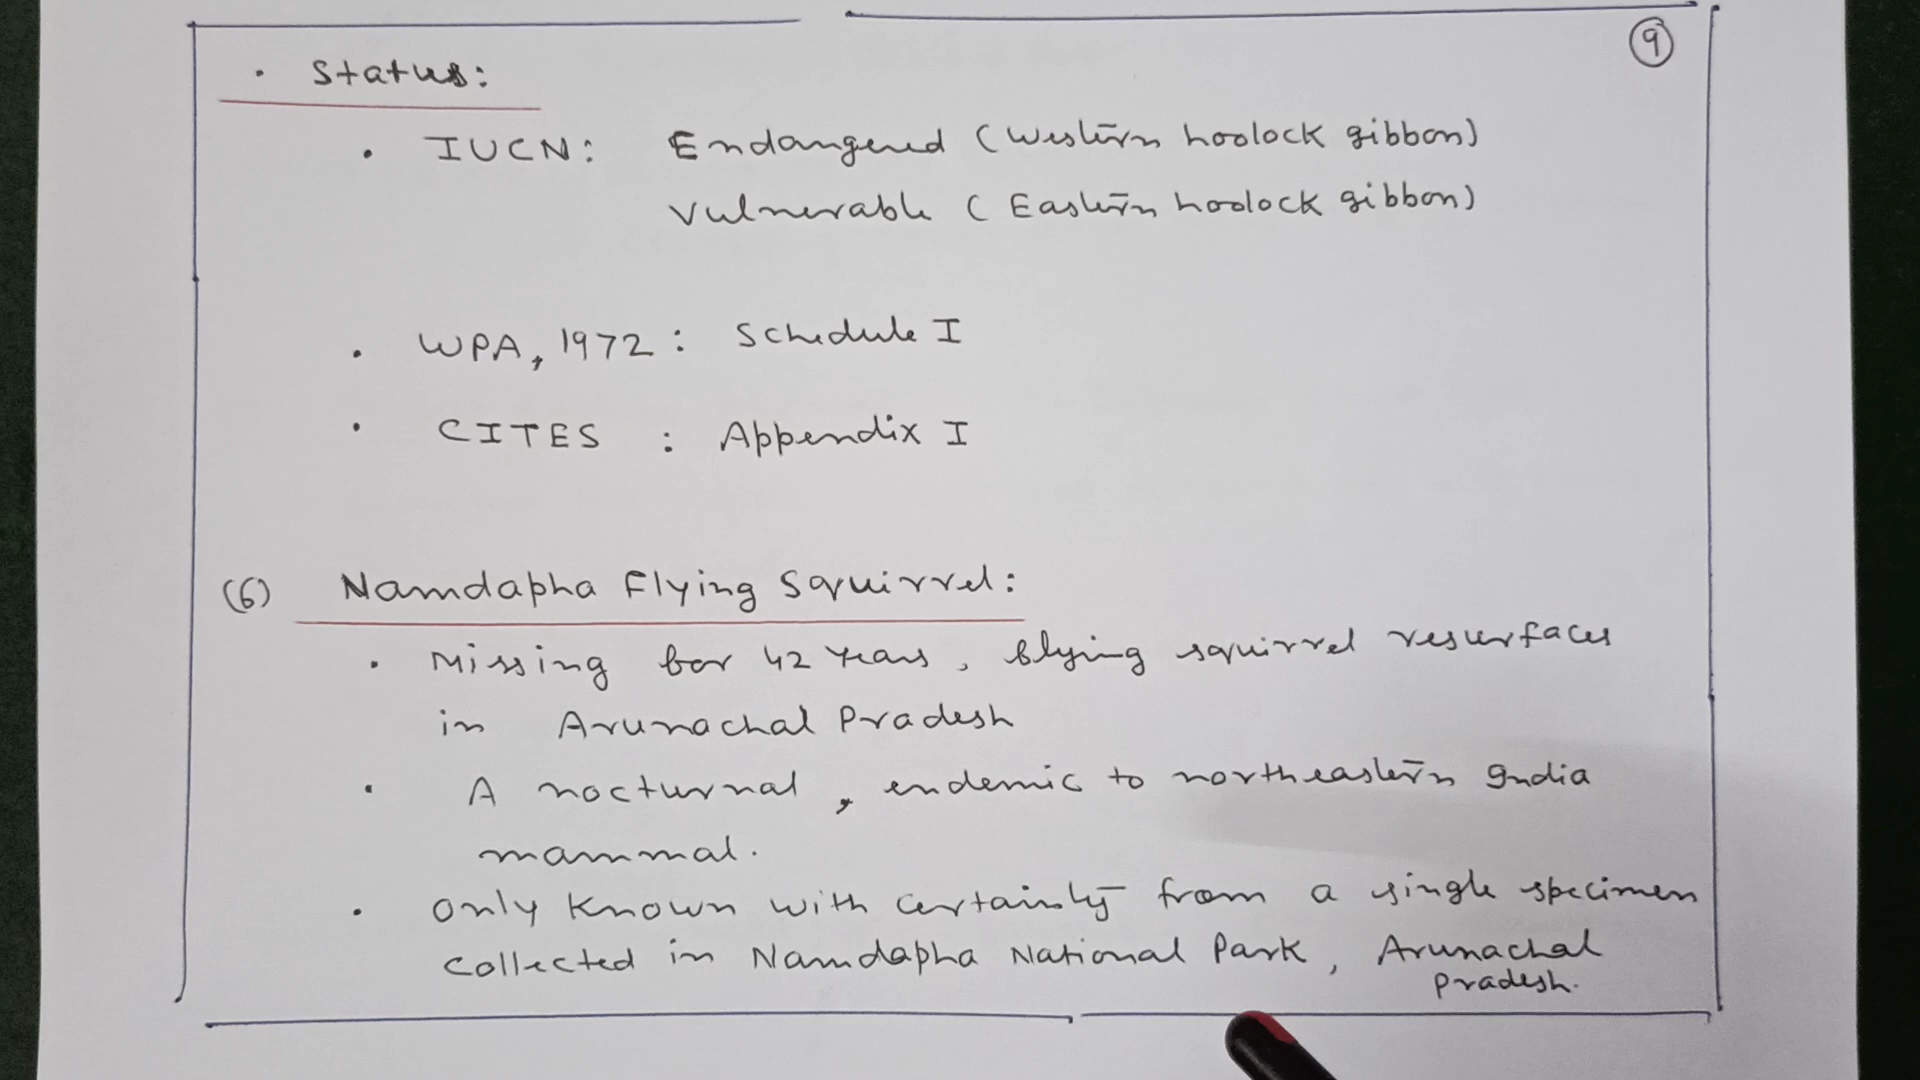 9
· Status:
· IUCN: Endangered (Western hoolock gibbon)
Vulnerable (Eastern hoolock gibbon)
· WPA, 1972: Schedule I
· CITES : Appendix I
(6) Namdapha Flying Squirrel:
· Missing for 42 years, flying squirrel resurfaces
in Arunachal Pradesh
· A nocturnal, endemic to northeastern India
mammal.
· Only known with certainty from a single specimen
collected in Namdapha National Park, Arunachal
Pradesh.